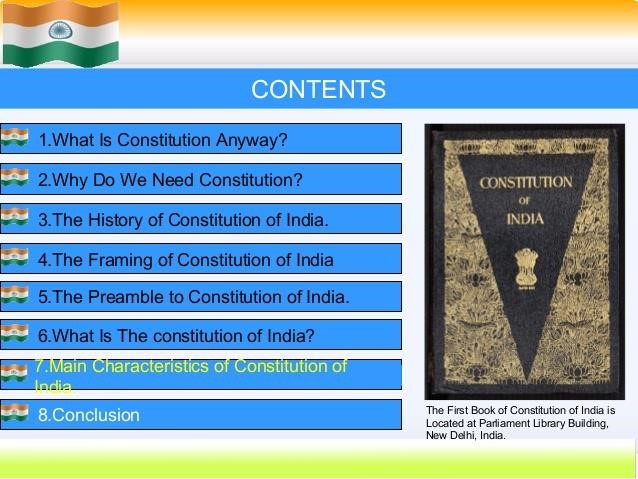 CONTENTS
1.What Is Constitution Anyway?
2.Why Do We Need Constitution?
3.The History of Constitution of India.
4.The Framing of Constitution of India
5.The Preamble to Constitution of India.
6.What Is The constitution of India?
7.Main Characteristics of Constitution of
India.
8.Conclusion
CONSTITUTION
OF
INDIA
The First Book of Constitution of India is
Located at Parliament Library Building,
New Delhi, India.